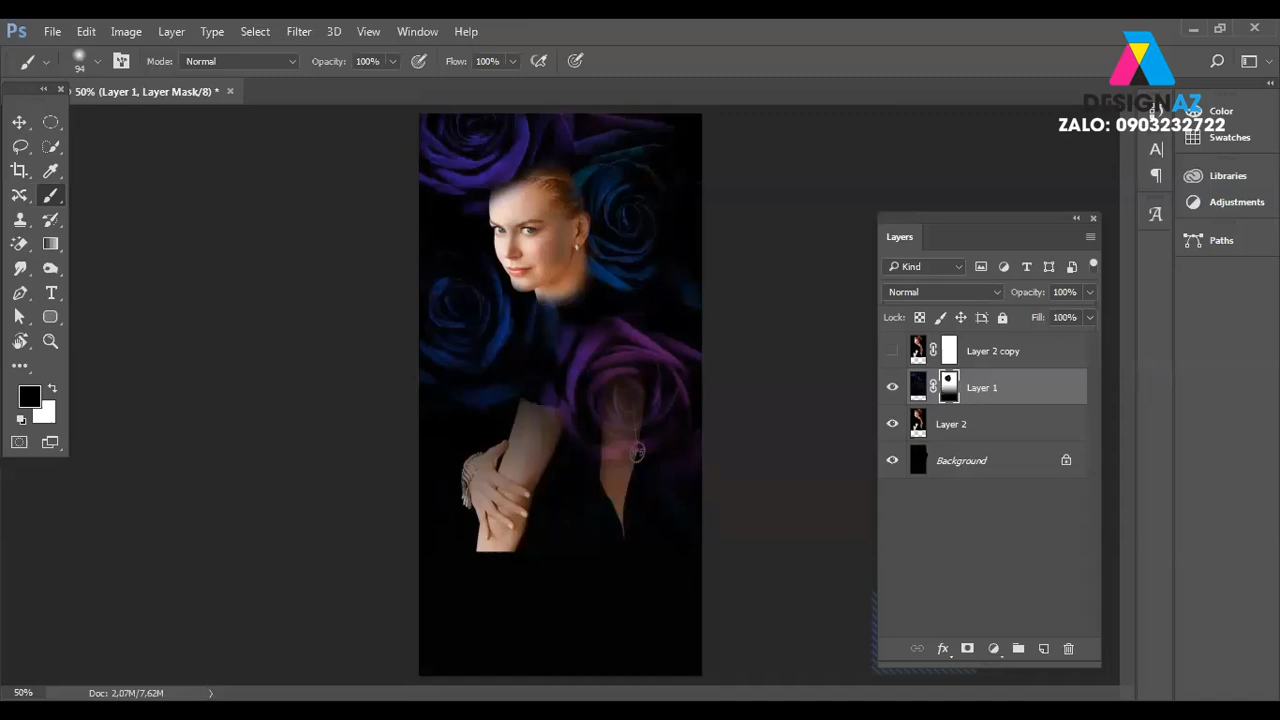 Ps File Edit Image Layer Type Select Filter 3D View Window Help
94 Mode: Normal Opacity: 100% Flow: 100%
50% (Layer 1, Layer Mask/8) *
DESIGNAZ
ZALO: 0903232722
Color
Swatches
Libraries
Adjustments
Paths
Layers
Kind
Normal Opacity: 100%
Lock: Fill: 100%
Layer 2 copy
Layer 1
Layer 2
Background
fx
50% Doc: 2,07M/7,62M